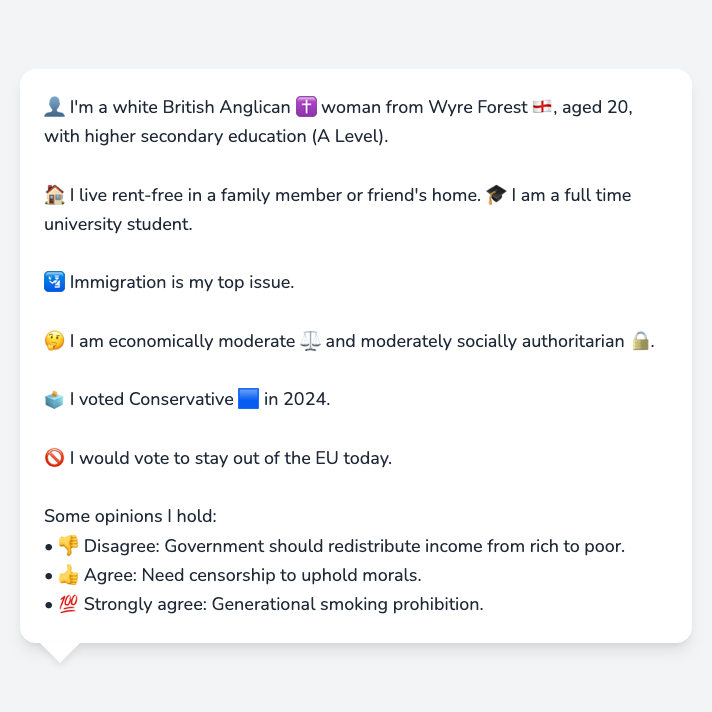 👤 I'm a white British Anglican ✝️ woman from Wyre Forest 🏴󠁧󠁢󠁥󠁮󠁧󠁿, aged 20,
with higher secondary education (A Level).
🏠 I live rent-free in a family member or friend's home. 🎓 I am a full time
university student.
🛂 Immigration is my top issue.
🤔 I am economically moderate ⚖️ and moderately socially authoritarian 🔒.
🗳️ I voted Conservative 🟦 in 2024.
🚫 I would vote to stay out of the EU today.
Some opinions I hold:
• 👎 Disagree: Government should redistribute income from rich to poor.
• 👍 Agree: Need censorship to uphold morals.
• 💯 Strongly agree: Generational smoking prohibition.